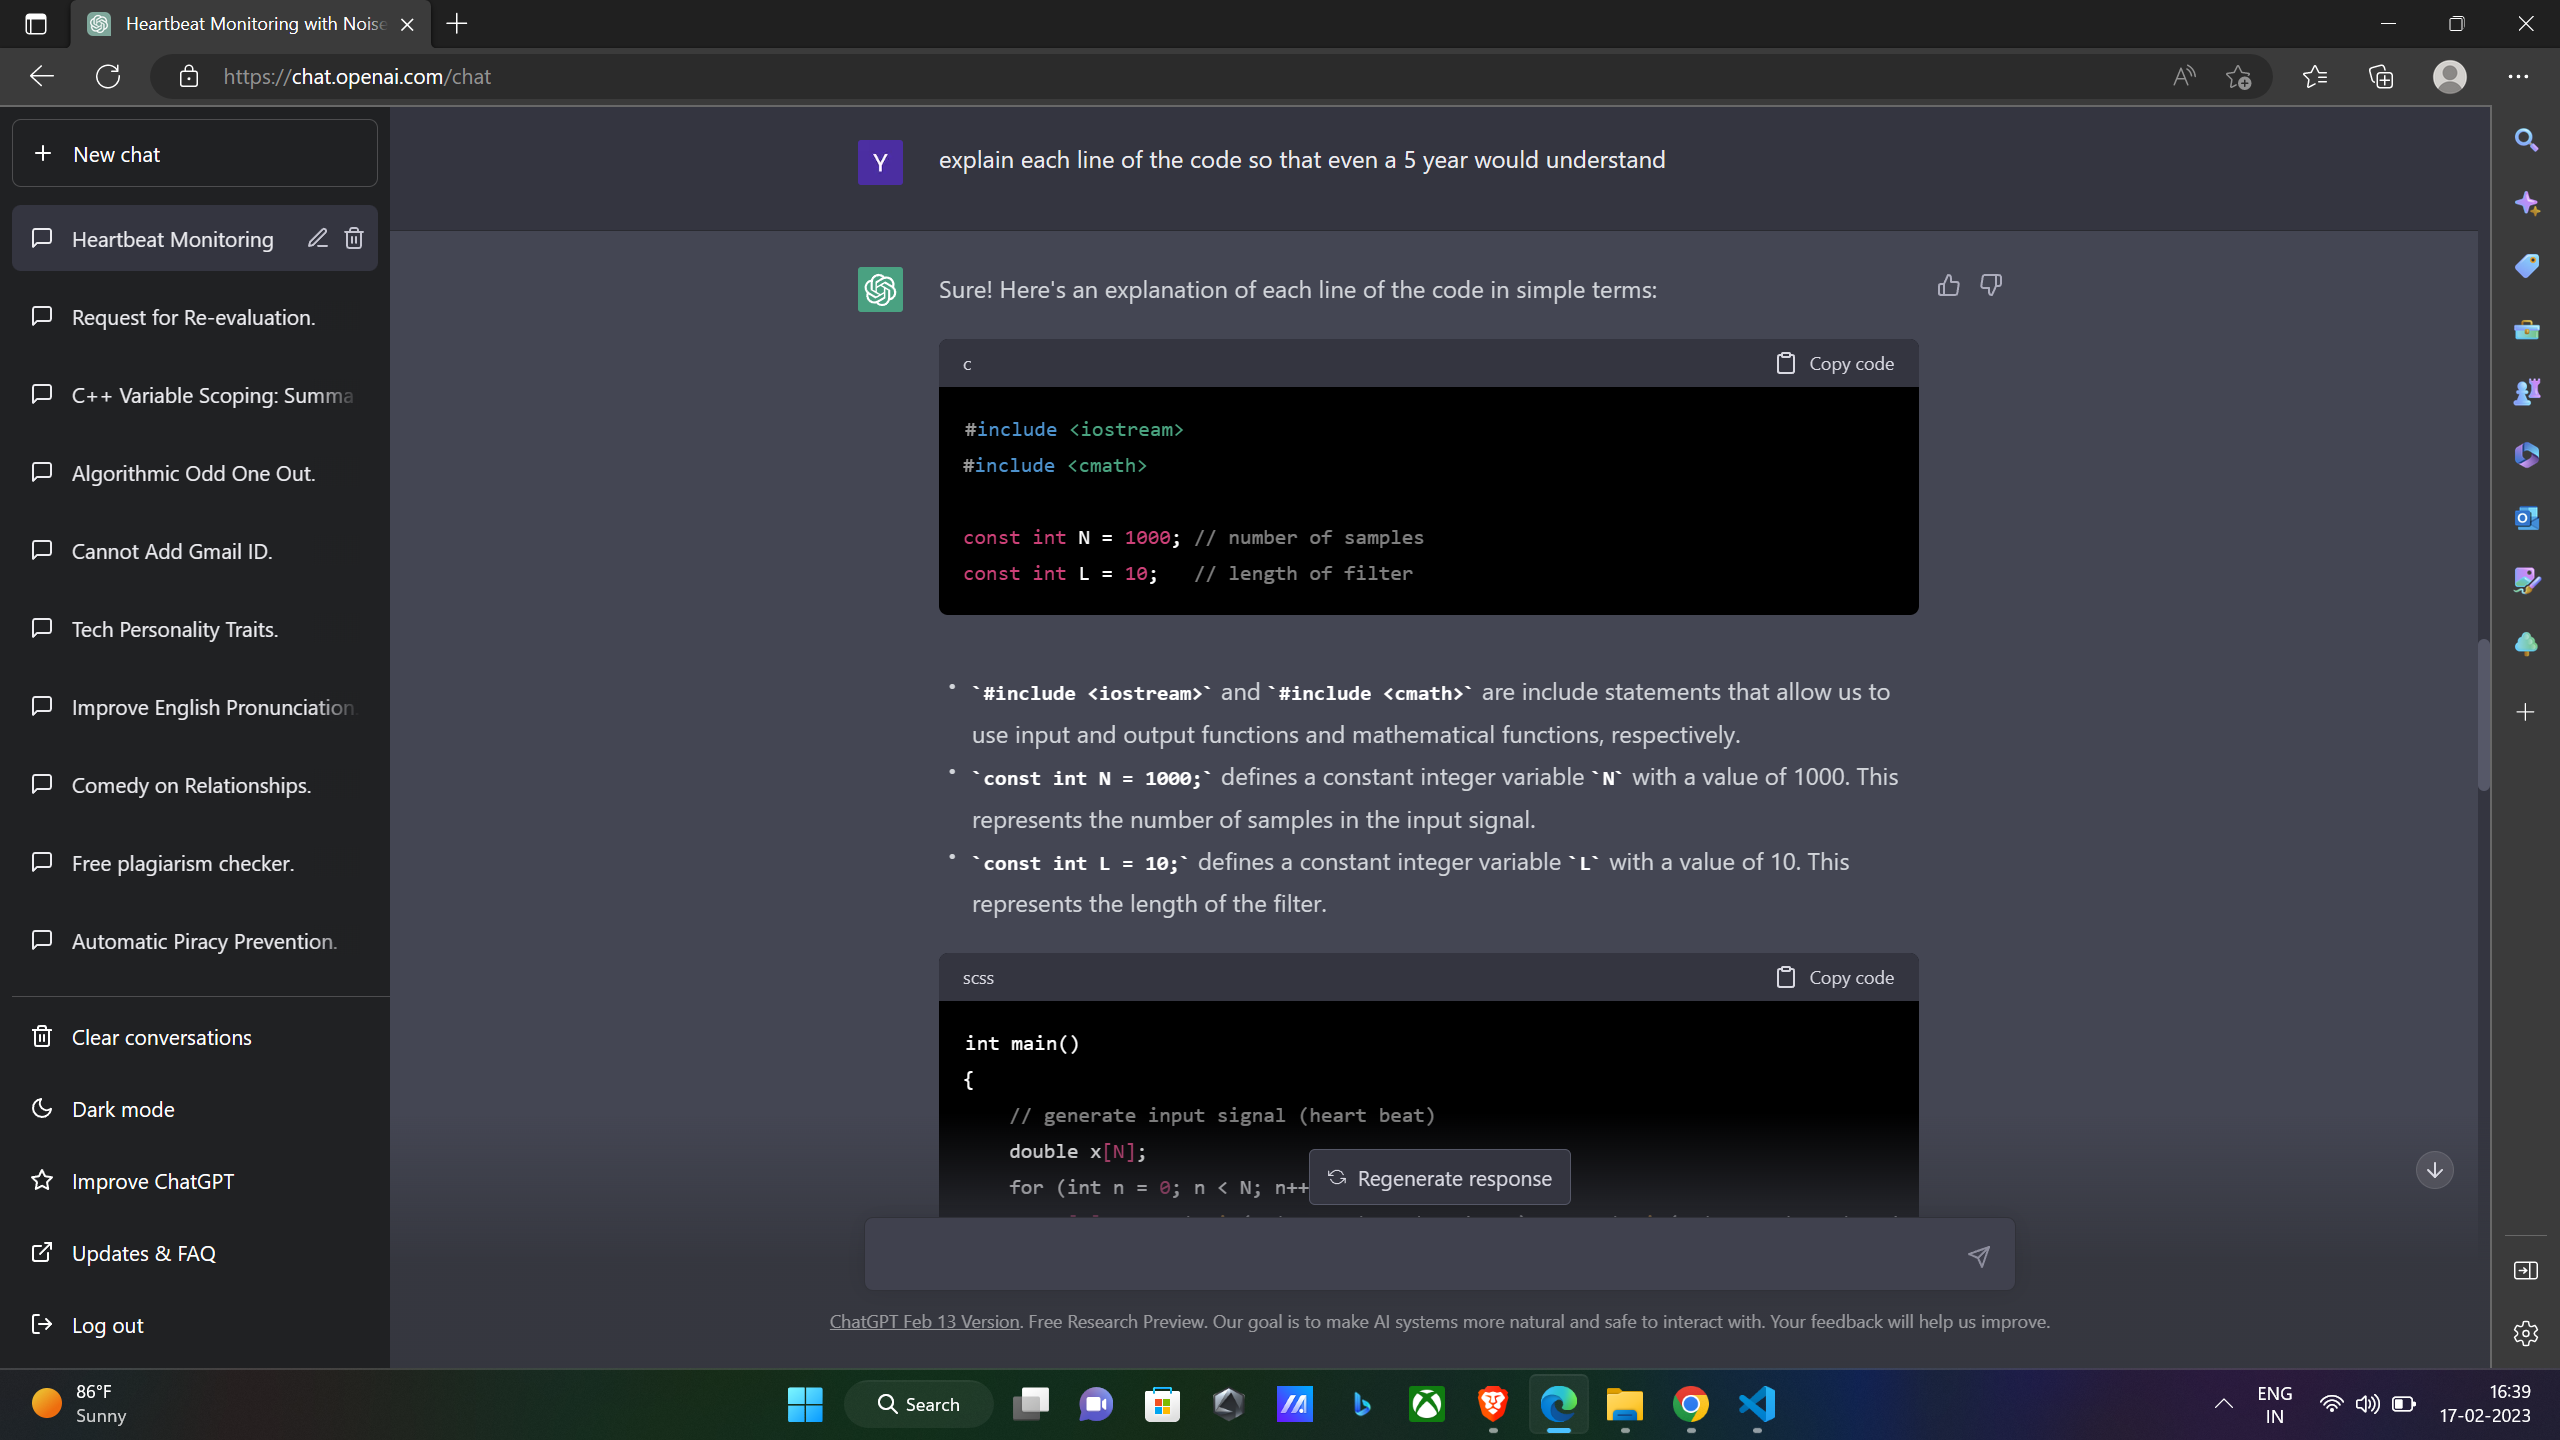 Heartbeat Monitoring with Noise
https://chat.openai.com/chat
New chat
Heartbeat Monitoring
Request for Re-evaluation.
C++ Variable Scoping: Summa
Algorithmic Odd One Out.
Cannot Add Gmail ID.
Tech Personality Traits.
Improve English Pronunciation.
Comedy on Relationships.
Free plagiarism checker.
Automatic Piracy Prevention.
Clear conversations
Dark mode
Improve ChatGPT
Updates & FAQ
Log out
Y
explain each line of the code so that even a 5 year would understand
Sure! Here's an explanation of each line of the code in simple terms:
c
Copy code
#include <iostream>
#include <cmath>
const int N = 1000; // number of samples
const int L = 10;   // length of filter
`#include <iostream>` and `#include <cmath>` are include statements that allow us to
use input and output functions and mathematical functions, respectively.
`const int N = 1000;` defines a constant integer variable `N` with a value of 1000. This
represents the number of samples in the input signal.
`const int L = 10;` defines a constant integer variable `L` with a value of 10. This
represents the length of the filter.
scss
Copy code
int main()
{
// generate input signal (heart beat)
double x[N];
for (int n = 0; n < N; n++
Regenerate response
ChatGPT Feb 13 Version. Free Research Preview. Our goal is to make AI systems more natural and safe to interact with. Your feedback will help us improve.
86°F
Sunny
Search
ENG
IN
16:39
17-02-2023